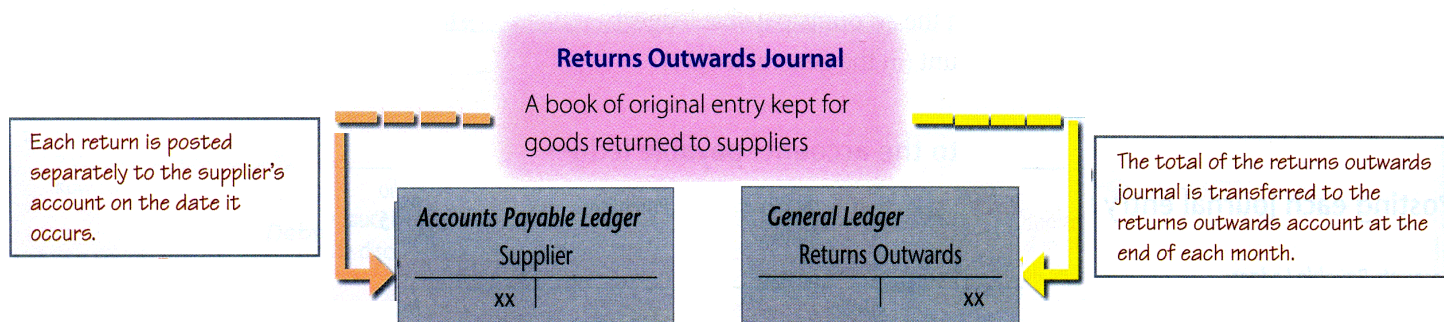 Returns Outwards Journal
A book of original entry kept for
goods returned to suppliers
Each return is posted
separately to the supplier's
account on the date it
occurs.
Accounts Payable Ledger
Supplier
xx
General Ledger
Returns Outwards
xx
The total of the returns outwards
journal is transferred to the
returns outwards account at the
end of each month.